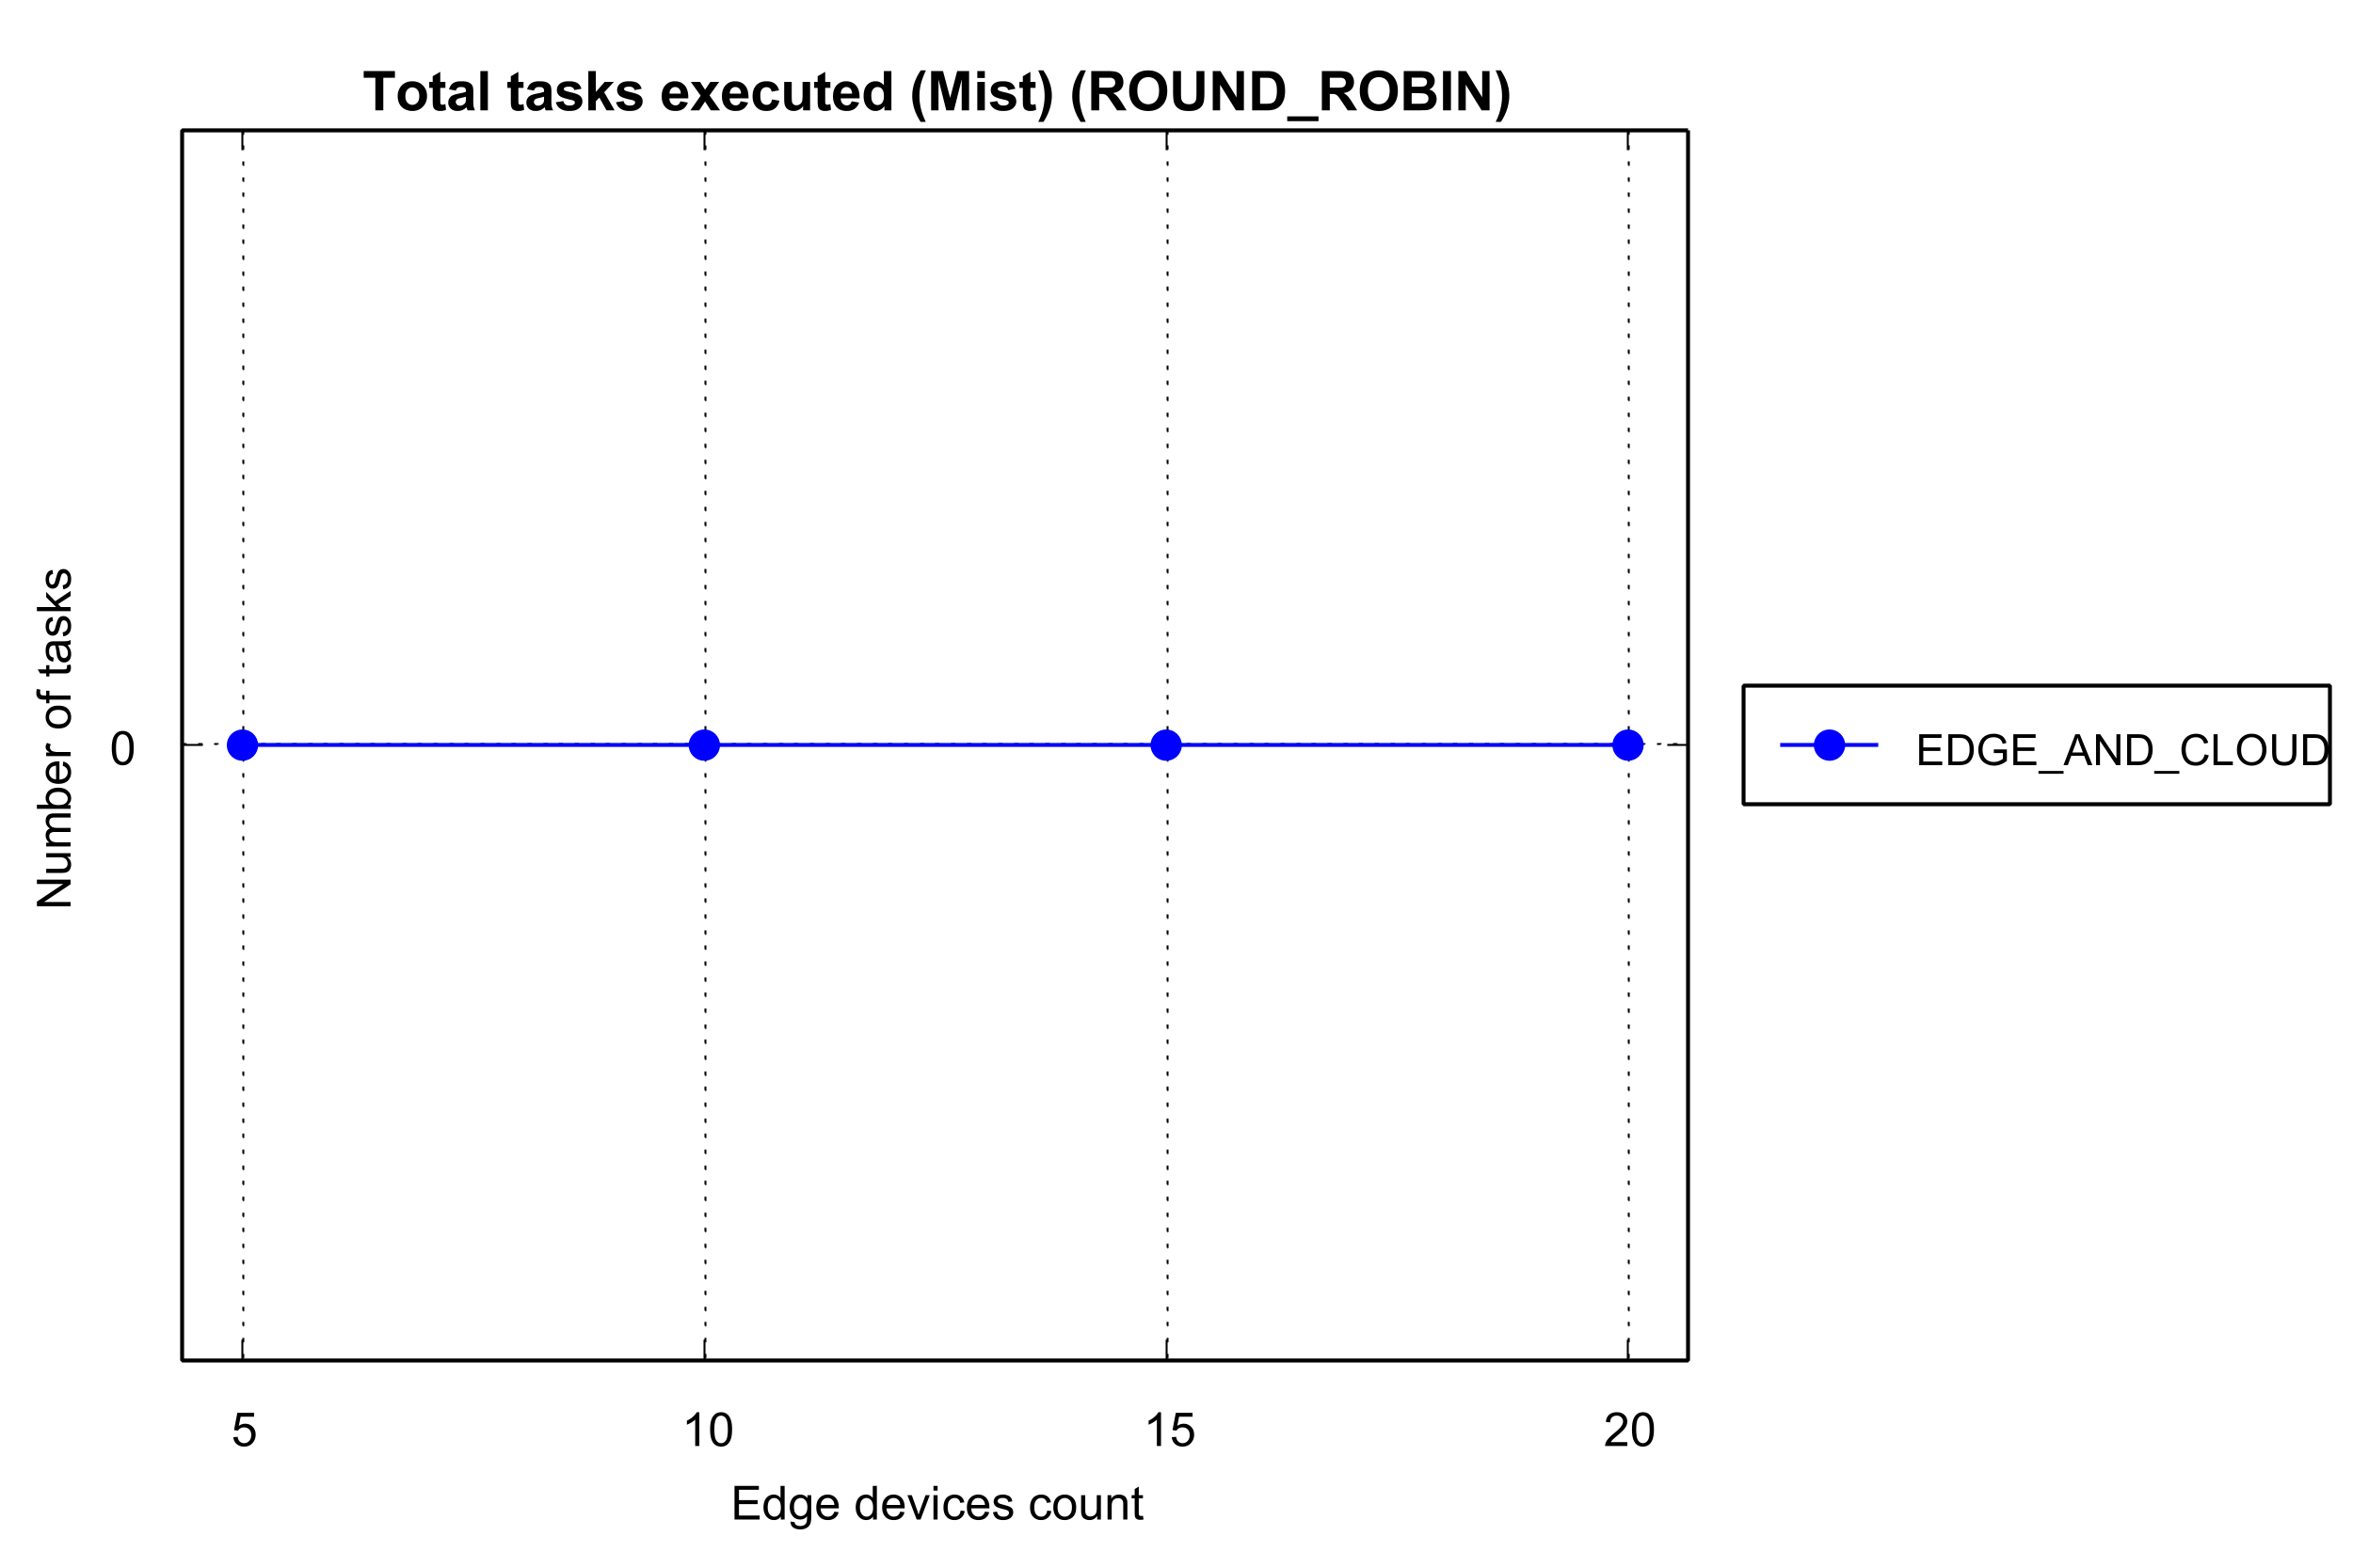 Total tasks executed (Mist) (ROUND_ROBIN)
Number of tasks
0
EDGE_AND_CLOUD
5 10 15 20
Edge devices count